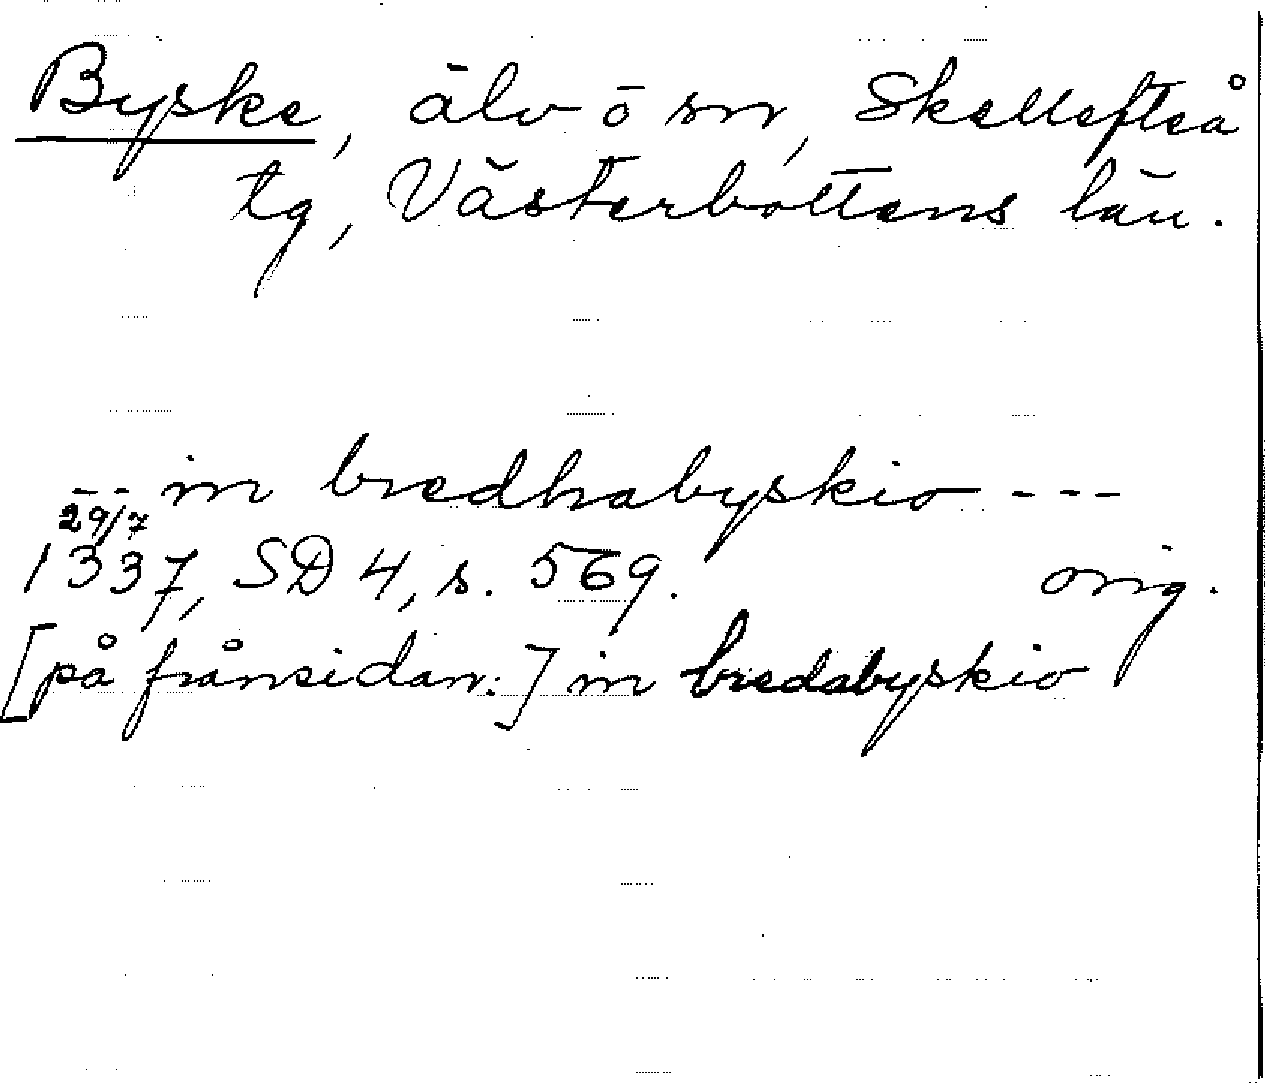 Byske, älv o sn, Skellefteå
tg, Västerbottens län.
-- in bredhabyskio ---
29/7
1337, SD 4, s. 569. orig.
[på frånsidan:] in bredabyskio